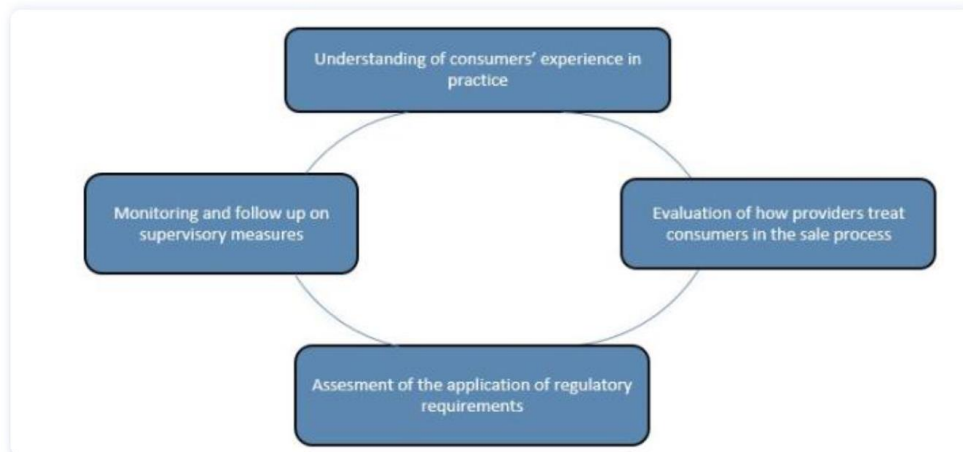 Understanding of consumers’ experience in
practice
Monitoring and follow up on
supervisory measures
Evaluation of how providers treat
consumers in the sale process
Assesment of the application of regulatory
requirements